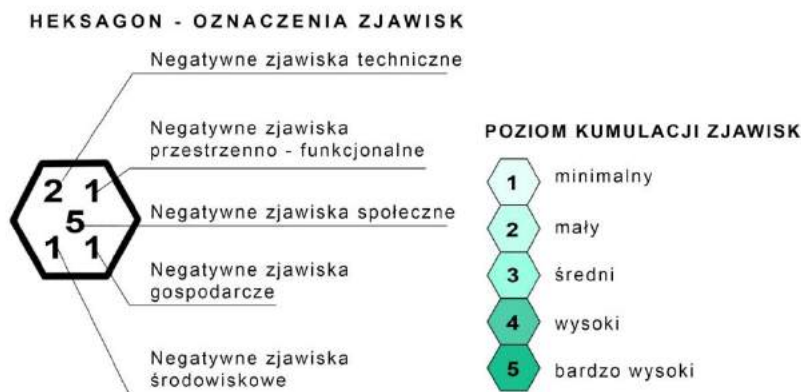 HEKSAGON - OZNACZENIA ZJAWISK
Negatywne zjawiska techniczne
Negatywne zjawiska
przestrzenno - funkcjonalne
Negatywne zjawiska społeczne
Negatywne zjawiska
gospodarcze
Negatywne zjawiska
środowiskowe
2 1
5
1 1
POZIOM KUMULACJI ZJAWISK
1 minimalny
2 mały
3 średni
4 wysoki
5 bardzo wysoki